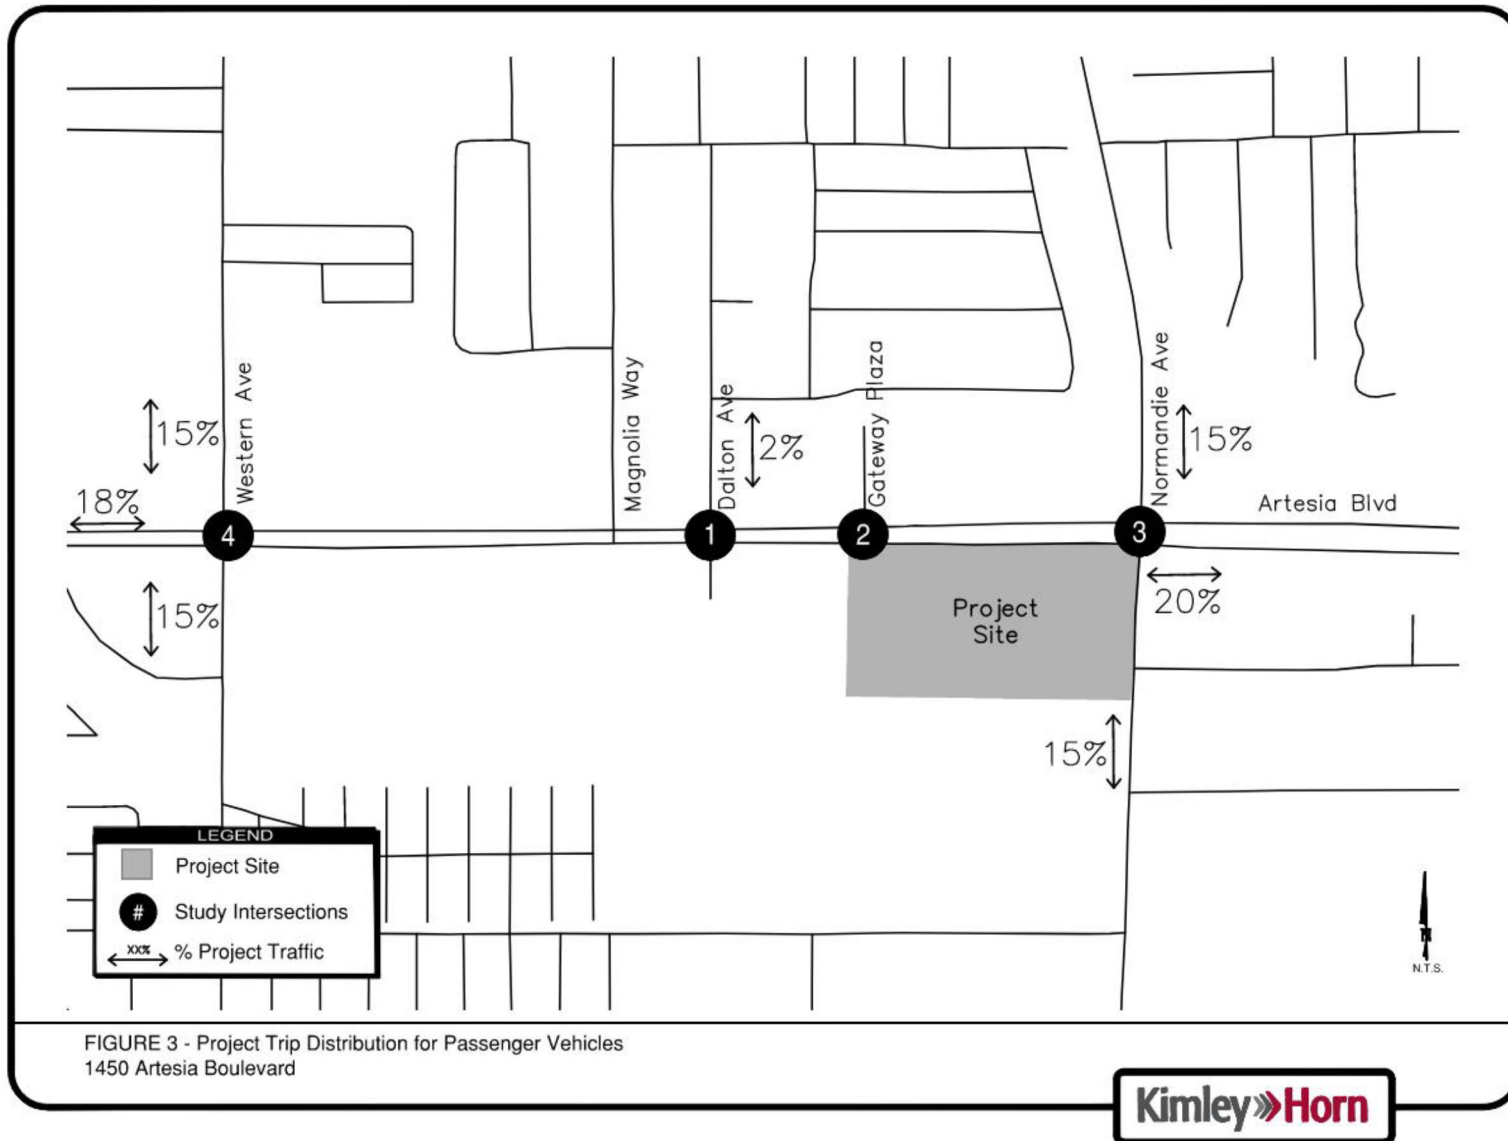 Western Ave
Magnolia Way
Dalton Ave
Gateway Plaza
Normandie Ave
15%
2%
15%
18%
Artesia Blvd
4
1
2
3
15%
Project
Site
20%
15%
LEGEND
Project Site
# Study Intersections
XX% % Project Traffic
N
N.T.S.
FIGURE 3 - Project Trip Distribution for Passenger Vehicles
1450 Artesia Boulevard
Kimley»Horn